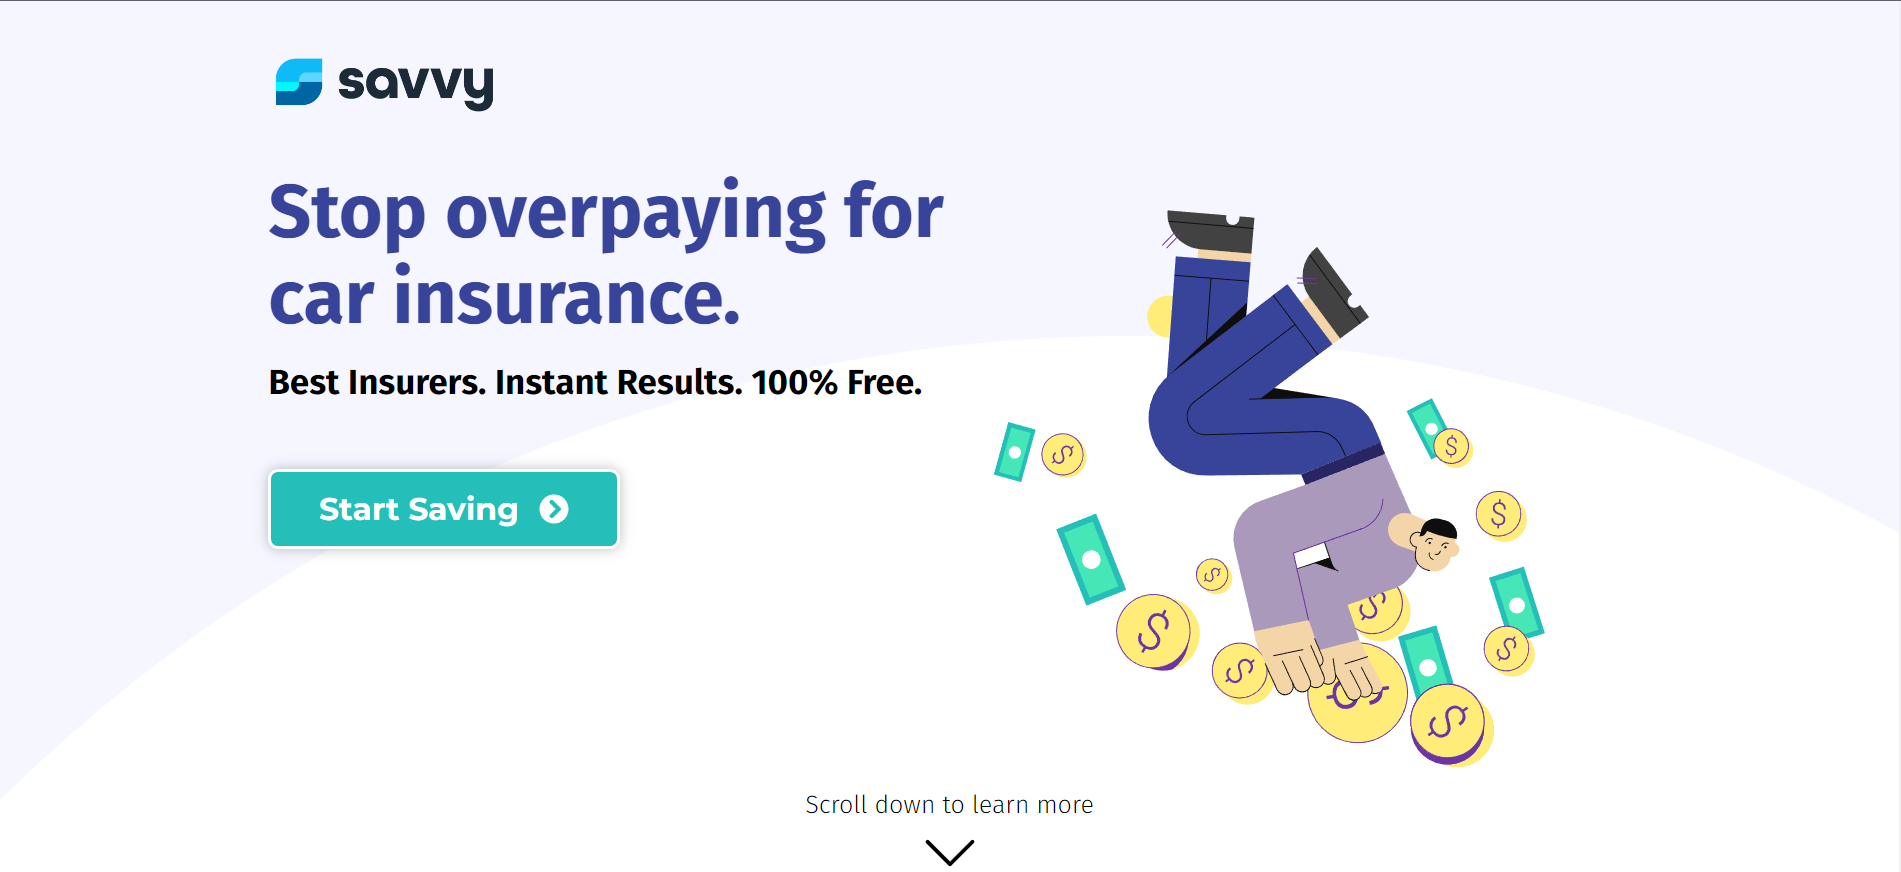 savvy
Stop overpaying for
car insurance.
Best Insurers. Instant Results. 100% Free.
Start Saving
Scroll down to learn more